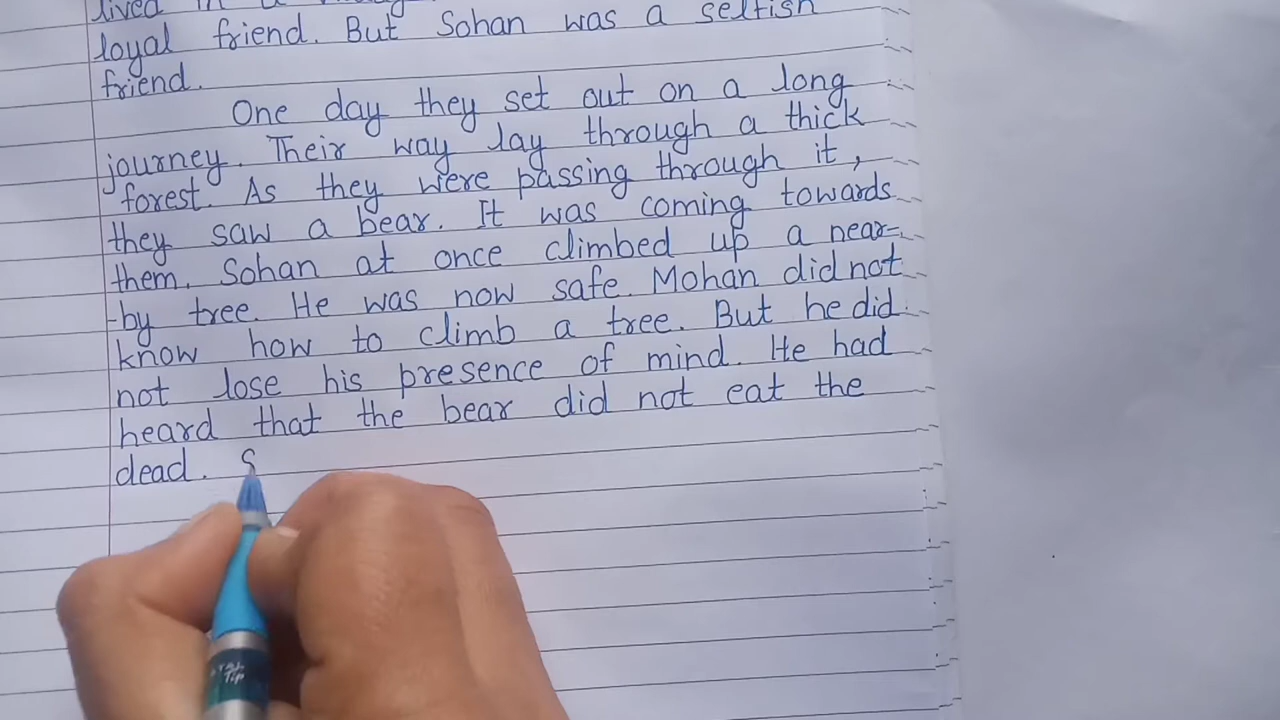 lived in a
loyal friend. But Sohan was a selfish
friend.
One day they set out on a long
journey. Their way lay through a thick
forest. As they were passing through it,
they saw a bear. It was coming towards
them. Sohan at once climbed up a near-
-by tree. He was now safe. Mohan did not
know how to climb a tree. But he did
not lose his presence of mind. He had
heard that the bear did not eat the
dead. S